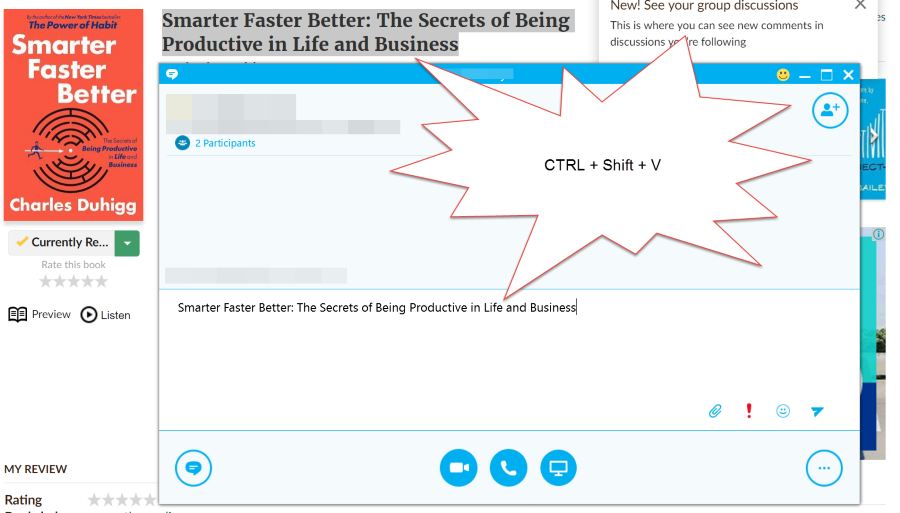 By the author of the New York Times bestseller
The Power of Habit
Smarter
Faster
Better
The Secrets of
Being Productive
in Life and
Business
Charles Duhigg
Currently Re...
Rate this book
Preview
Listen
MY REVIEW
Rating
Smarter Faster Better: The Secrets of Being
Productive in Life and Business
New! See your group discussions
This is where you can see new comments in
discussions you're following
es
2 Participants
CTRL + Shift + V
Smarter Faster Better: The Secrets of Being Productive in Life and Business
ECT-